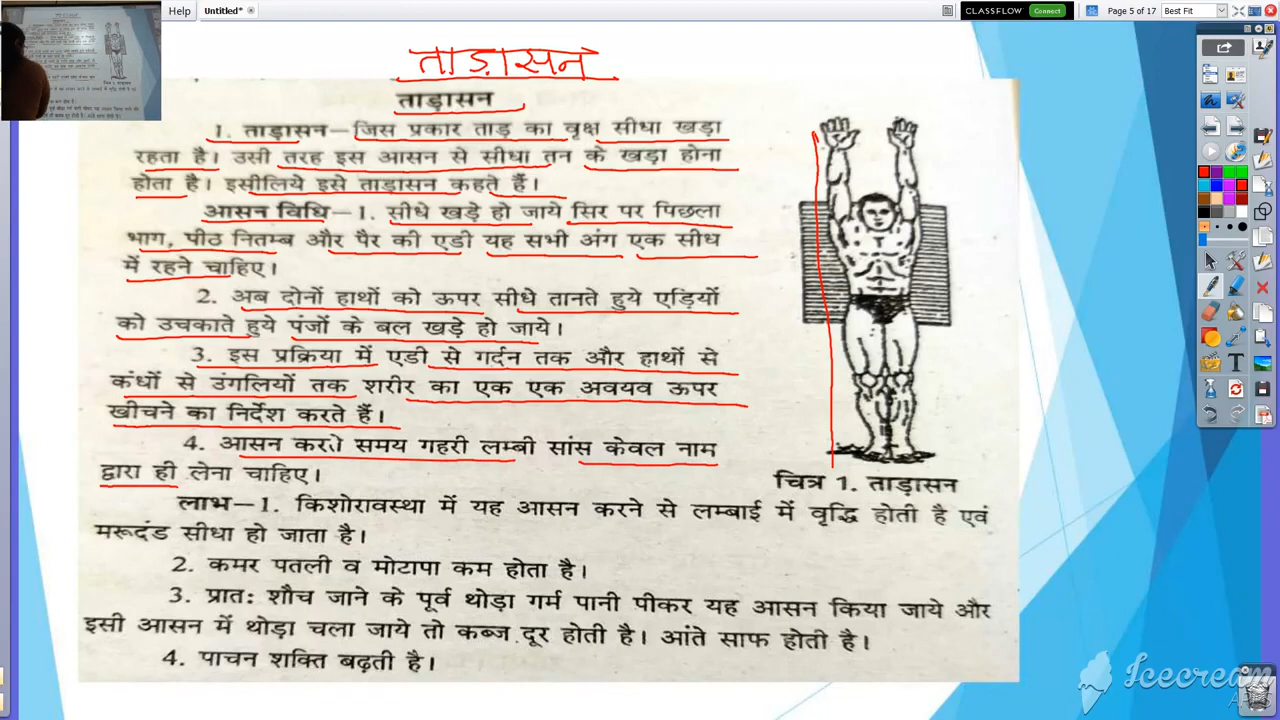 Help Untitled* CLASSFLOW Connect Page 5 of 17 Best Fit
ताड़ासन
ताड़ासन
1. ताड़ासन–जिस प्रकार ताड़ का वृक्ष सीधा खड़ा
रहता है। उसी तरह इस आसन से सीधा तन के खड़ा होना
होता है। इसीलिये इसे ताड़ासन कहते हैं।
आसन विधि–1. सीधे खड़े हो जाये सिर पर पिछला
भाग, पीठ नितम्ब और पैर की एडी यह सभी अंग एक सीध
में रहने चाहिए।
2. अब दोनों हाथों को ऊपर सीधे तानते हुये एड़ियों
को उचकाते हुये पंजों के बल खड़े हो जाये।
3. इस प्रक्रिया में एडी से गर्दन तक और हाथों से
कंधों से उंगलियों तक शरीर का एक एक अवयव ऊपर
खीचने का निर्देश करते हैं।
4. आसन करते समय गहरी लम्बी सांस केवल नाम
द्वारा ही लेना चाहिए।
चित्र 1. ताड़ासन
लाभ–1. किशोरावस्था में यह आसन करने से लम्बाई में वृद्धि होती है एवं
मरूदंड सीधा हो जाता है।
2. कमर पतली व मोटापा कम होता है।
3. प्रात: शौच जाने के पूर्व थोड़ा गर्म पानी पीकर यह आसन किया जाये और
इसी आसन में थोड़ा चला जाये तो कब्ज दूर होती है। आंते साफ होती है।
4. पाचन शक्ति बढ़ती है।
Icecream
APPS